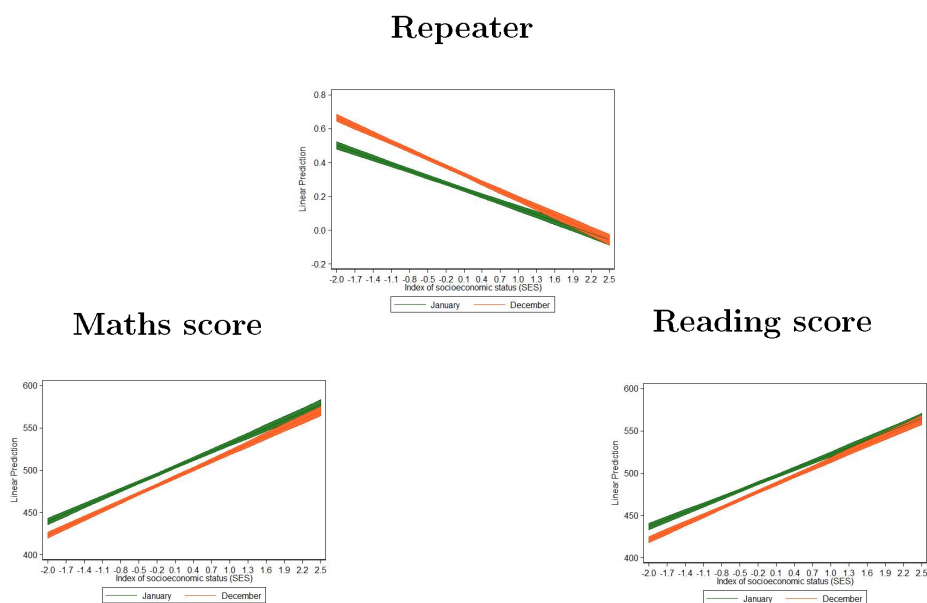 Repeater
0.8
0.6
0.4
0.2
0.0
-0.2
Linear Prediction
-2.0 -1.7 -1.4 -1.1 -0.8 -0.5 -0.2 0.1 0.4 0.7 1.0 1.3 1.6 1.9 2.2 2.5
Index of socioeconomic status (SES)
January December
Maths score
600
550
500
450
400
Linear Prediction
-2.0 -1.7 -1.4 -1.1 -0.8 -0.5 -0.2 0.1 0.4 0.7 1.0 1.3 1.6 1.9 2.2 2.5
Index of socioeconomic status (SES)
January December
Reading score
600
550
500
450
400
Linear Prediction
-2.0 -1.7 -1.4 -1.1 -0.8 -0.5 -0.2 0.1 0.4 0.7 1.0 1.3 1.6 1.9 2.2 2.5
Index of socioeconomic status (SES)
January December